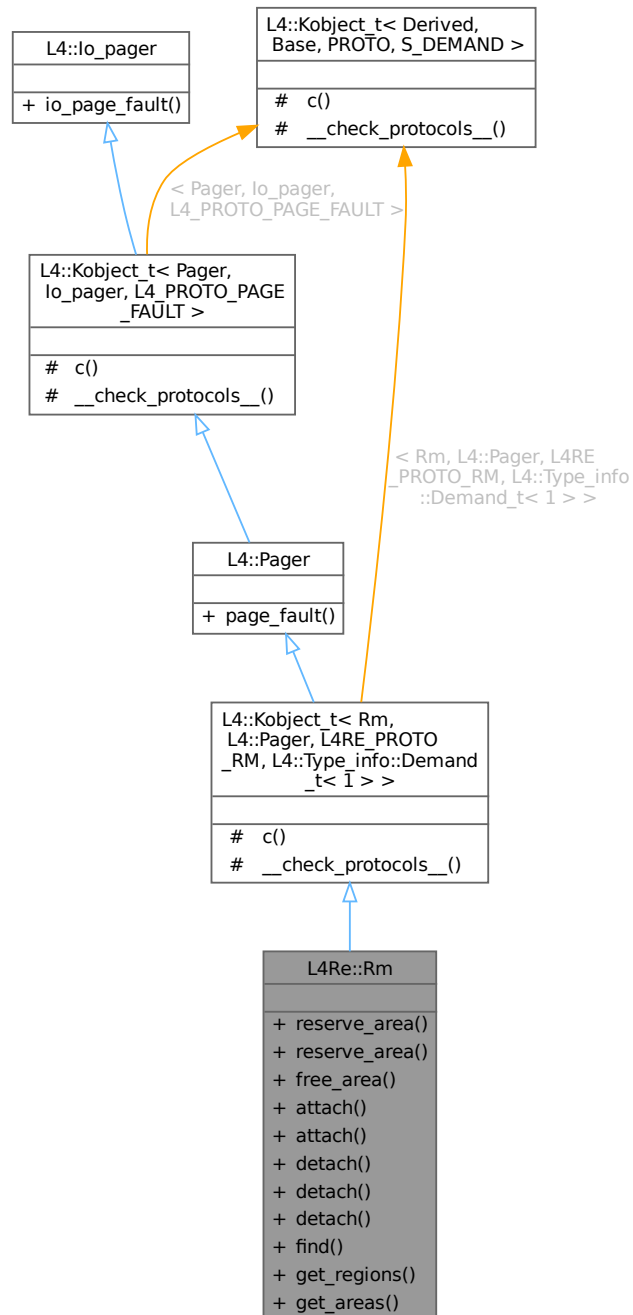 L4::Io_pager
+ io_page_fault()
L4::Kobject_t< Derived,
Base, PROTO, S_DEMAND >
# c()
# __check_protocols__()
< Pager, Io_pager,
L4_PROTO_PAGE_FAULT >
L4::Kobject_t< Pager,
Io_pager, L4_PROTO_PAGE
_FAULT >
# c()
# __check_protocols__()
< Rm, L4::Pager, L4RE
_PROTO_RM, L4::Type_info
::Demand_t< 1 > >
L4::Pager
+ page_fault()
L4::Kobject_t< Rm,
L4::Pager, L4RE_PROTO
_RM, L4::Type_info::Demand
_t< 1 > >
# c()
# __check_protocols__()
L4Re::Rm
+ reserve_area()
+ reserve_area()
+ free_area()
+ attach()
+ attach()
+ detach()
+ detach()
+ detach()
+ find()
+ get_regions()
+ get_areas()